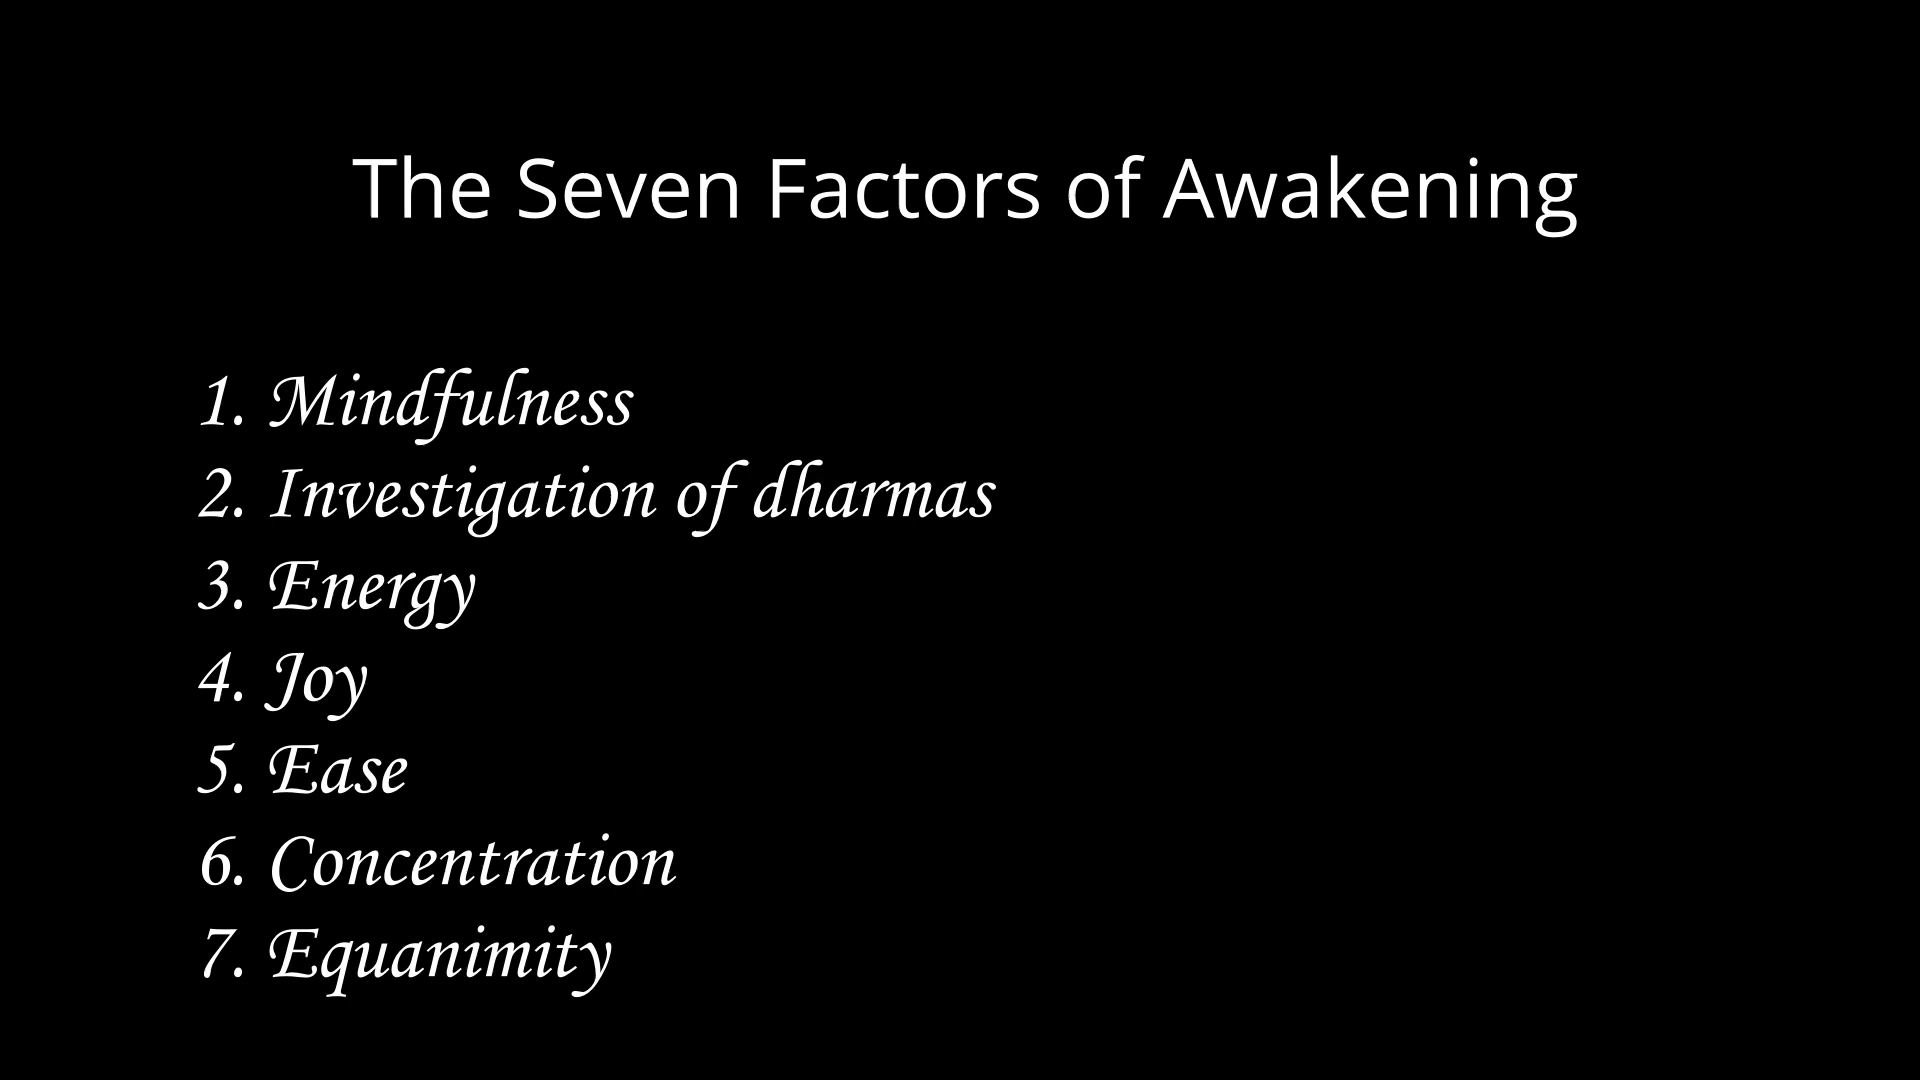 The Seven Factors of Awakening
1. Mindfulness
2. Investigation of dharmas
3. Energy
4. Joy
5. Ease
6. Concentration
7. Equanimity